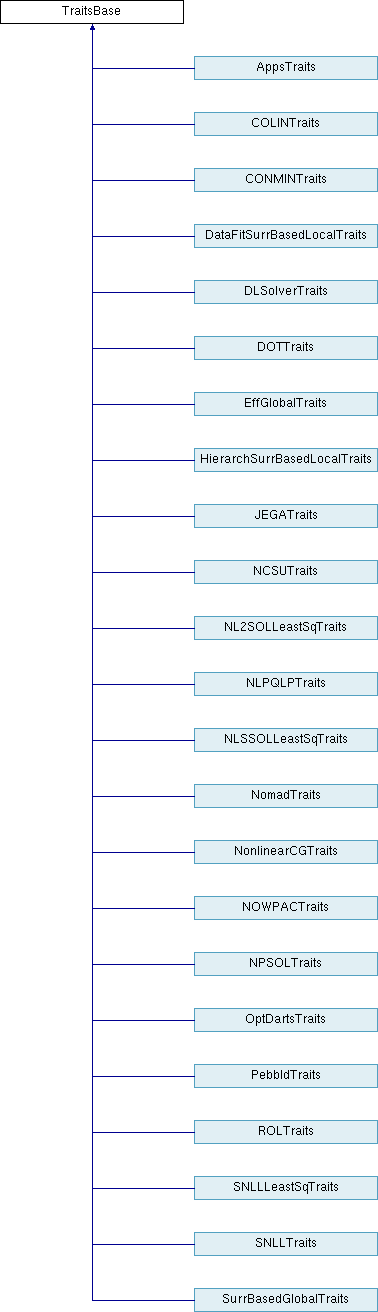 TraitsBase
AppsTraits
COLINTraits
CONMINTraits
DataFitSurrBasedLocalTraits
DLSolverTraits
DOTTraits
EffGlobalTraits
HierarchSurrBasedLocalTraits
JEGATraits
NCSUTraits
NL2SOLLeastSqTraits
NLPQLPTraits
NLSSOLLeastSqTraits
NomadTraits
NonlinearCGTraits
NOWPACTraits
NPSOLTraits
OptDartsTraits
PebbldTraits
ROLTraits
SNLLLeastSqTraits
SNLLTraits
SurrBasedGlobalTraits